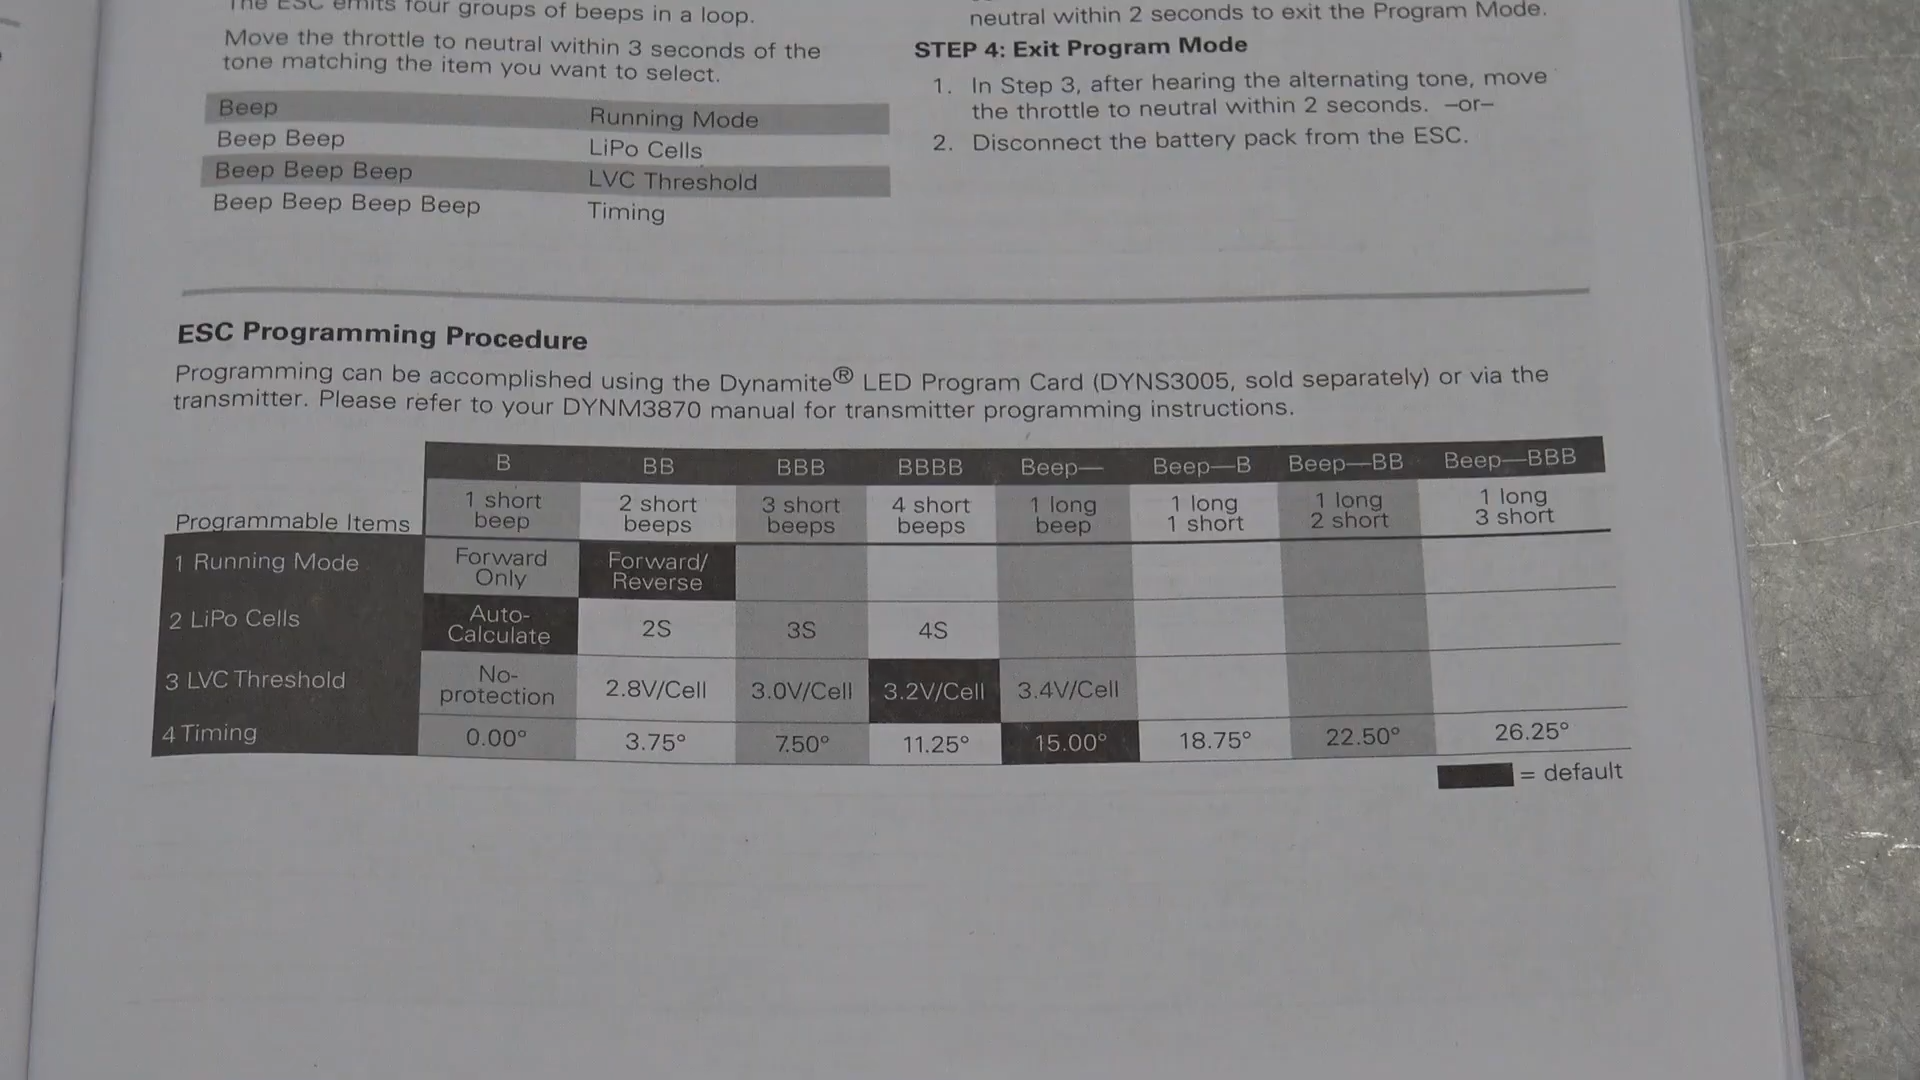 The ESC emits four groups of beeps in a loop.
Move the throttle to neutral within 3 seconds of the
tone matching the item you want to select.
Beep Running Mode
Beep Beep LiPo Cells
Beep Beep Beep LVC Threshold
Beep Beep Beep Beep Timing
neutral within 2 seconds to exit the Program Mode.
STEP 4: Exit Program Mode
1. In Step 3, after hearing the alternating tone, move
the throttle to neutral within 2 seconds. –or–
2. Disconnect the battery pack from the ESC.
ESC Programming Procedure
Programming can be accomplished using the Dynamite® LED Program Card (DYNS3005, sold separately) or via the
transmitter. Please refer to your DYNM3870 manual for transmitter programming instructions.
B BB BBB BBBB Beep— Beep—B Beep—BB Beep—BBB
Programmable Items 1 short beep 2 short beeps 3 short beeps 4 short beeps 1 long beep 1 long 1 short 1 long 2 short 1 long 3 short
1 Running Mode Forward Only Forward/ Reverse
2 LiPo Cells Auto- Calculate 2S 3S 4S
3 LVC Threshold No- protection 2.8V/Cell 3.0V/Cell 3.2V/Cell 3.4V/Cell
4 Timing 0.00° 3.75° 7.50° 11.25° 15.00° 18.75° 22.50° 26.25°
= default